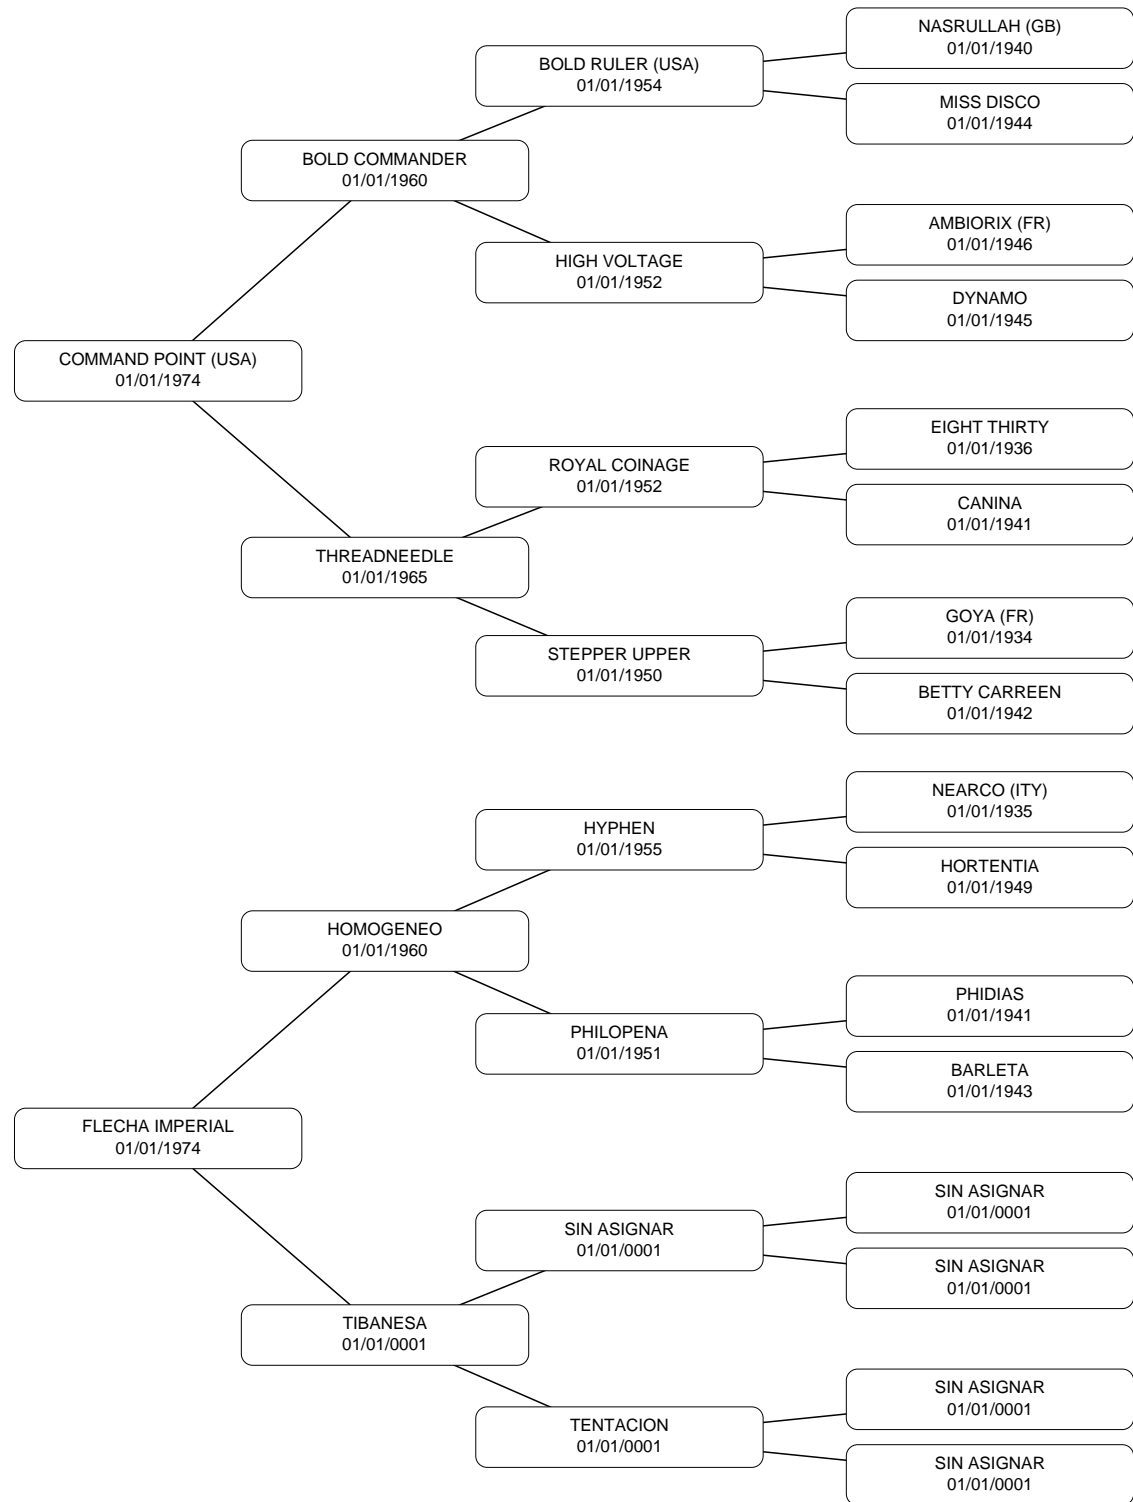 NASRULLAH (GB)
01/01/1940
BOLD RULER (USA)
01/01/1954
MISS DISCO
01/01/1944
BOLD COMMANDER
01/01/1960
AMBIORIX (FR)
01/01/1946
HIGH VOLTAGE
01/01/1952
DYNAMO
01/01/1945
COMMAND POINT (USA)
01/01/1974
EIGHT THIRTY
01/01/1936
ROYAL COINAGE
01/01/1952
CANINA
01/01/1941
THREADNEEDLE
01/01/1965
GOYA (FR)
01/01/1934
STEPPER UPPER
01/01/1950
BETTY CARREEN
01/01/1942
NEARCO (ITY)
01/01/1935
HYPHEN
01/01/1955
HORTENTIA
01/01/1949
HOMOGENEO
01/01/1960
PHIDIAS
01/01/1941
PHILOPENA
01/01/1951
BARLETA
01/01/1943
FLECHA IMPERIAL
01/01/1974
SIN ASIGNAR
01/01/0001
SIN ASIGNAR
01/01/0001
SIN ASIGNAR
01/01/0001
TIBANESA
01/01/0001
SIN ASIGNAR
01/01/0001
TENTACION
01/01/0001
SIN ASIGNAR
01/01/0001